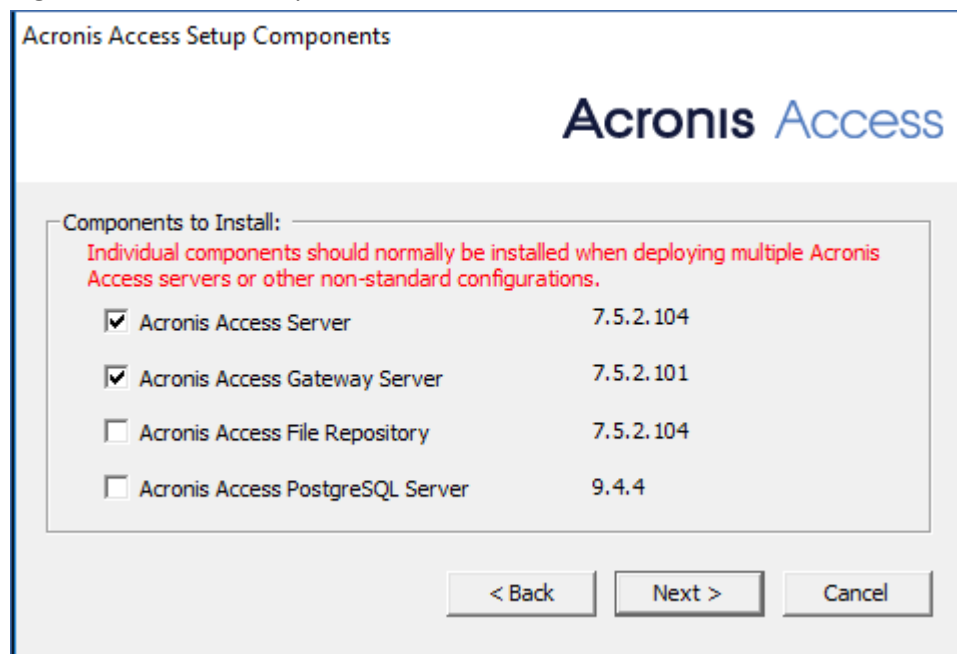 Acronis Access Setup Components
Acronis Access
Components to Install:
Individual components should normally be installed when deploying multiple Acronis
Access servers or other non-standard configurations.
Acronis Access Server 7.5.2.104
Acronis Access Gateway Server 7.5.2.101
Acronis Access File Repository 7.5.2.104
Acronis Access PostgreSQL Server 9.4.4
< Back Next > Cancel